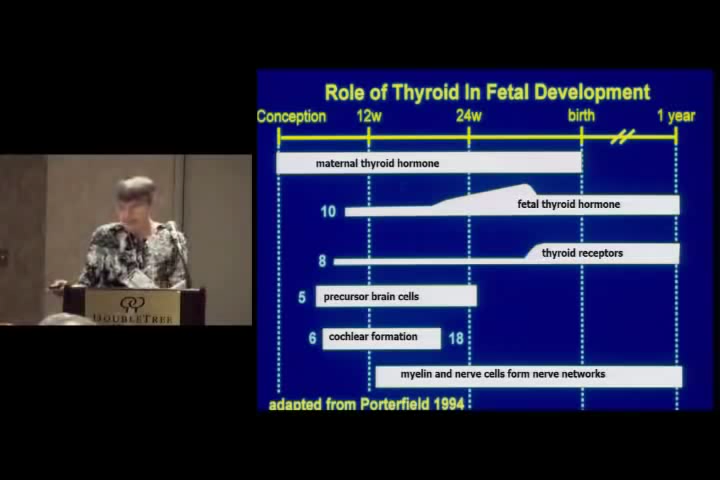 Role of Thyroid In Fetal Development
Conception 12w 24w birth 1 year
maternal thyroid hormone
10 fetal thyroid hormone
8 thyroid receptors
5 precursor brain cells
6 cochlear formation 18
myelin and nerve cells form nerve networks
adapted from Porterfield 1994
DOUBLETREE